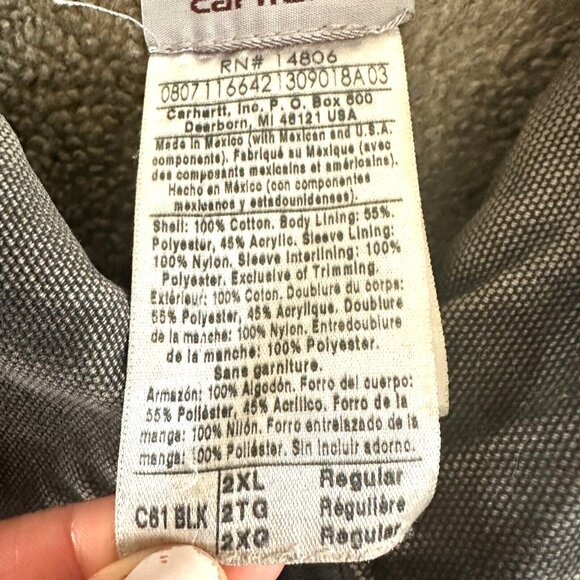 RN# 14806
0807116642 1309018A03
Carhartt, Inc. P. O. Box 600
Dearborn, MI 48121 USA
Made in Mexico (with Mexican and U.S.A.
components). Fabriqué au Mexique (avec
des composants mexicains et américains).
Hecho en México (con componentes
mexicanos y estadounidenses).
Shell: 100% Cotton. Body Lining: 55%
Polyester, 45% Acrylic. Sleeve Lining:
100% Nylon. Sleeve Interlining: 100%
Polyester. Exclusive of Trimming.
Extérieur: 100% Coton. Doublure du corps:
55% Polyester, 45% Acrylique. Doublure
de la manche: 100% Nylon. Entredoublure
de la manche: 100% Polyester.
Sans garniture.
Armazón: 100% Algodón. Forro del cuerpo:
55% Poliéster, 45% Acrílico. Forro de la
manga: 100% Nilón. Forro entrelazado de la
manga: 100% Poliéster. Sin incluir adorno.
2XL Regular
C61 BLK 2TG Régulière
2XG Regular